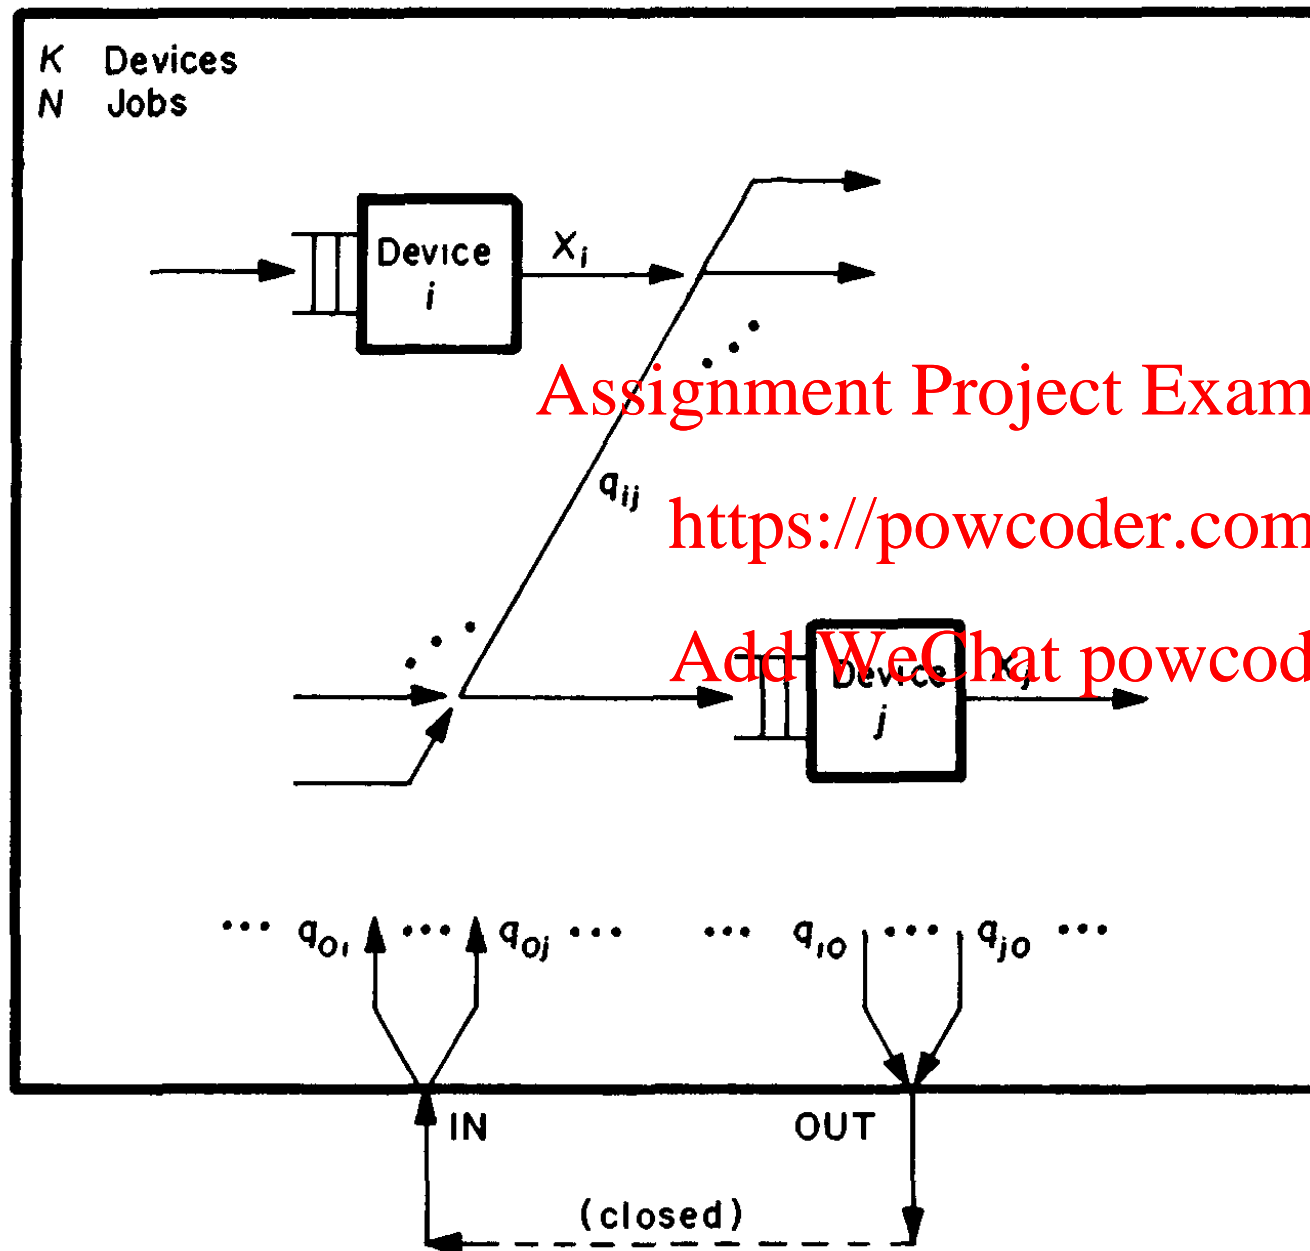 K Devices
N Jobs
Device
i
X_i
Assignment Project Exam
q_ij
https://powcoder.com
Add WeChat powcod
Device
j
X_j
... q_0i ... q_0j ... ... q_i0 ... q_j0 ...
IN
OUT
(closed)